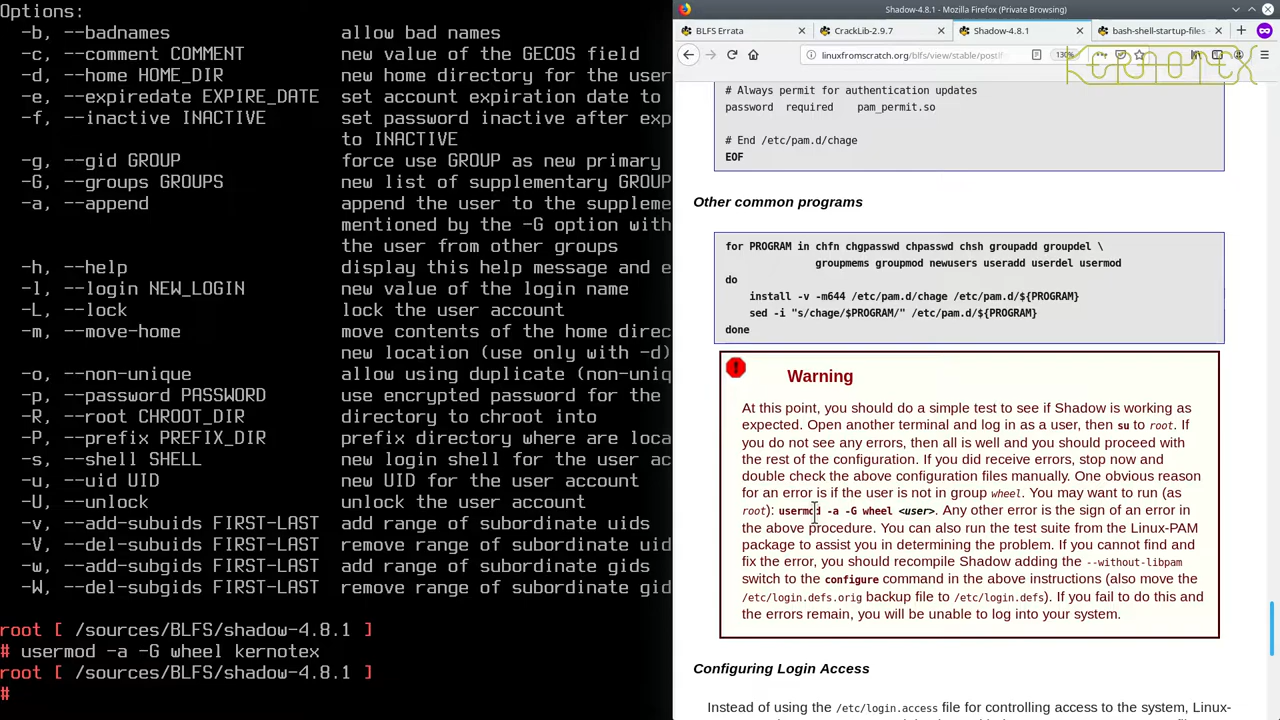 Options:
-b, --badnames allow bad names
-c, --comment COMMENT new value of the GECOS field
-d, --home HOME_DIR new home directory for the user
-e, --expiredate EXPIRE_DATE set account expiration date to
-f, --inactive INACTIVE set password inactive after exp
to INACTIVE
-g, --gid GROUP force use GROUP as new primary
-G, --groups GROUPS new list of supplementary GROUP
-a, --append append the user to the suppleme
mentioned by the -G option with
the user from other groups
-h, --help display this help message and e
-l, --login NEW_LOGIN new value of the login name
-L, --lock lock the user account
-m, --move-home move contents of the home direc
new location (use only with -d)
-o, --non-unique allow using duplicate (non-uniq
-p, --password PASSWORD use encrypted password for the
-R, --root CHROOT_DIR directory to chroot into
-P, --prefix PREFIX_DIR prefix directory where are loca
-s, --shell SHELL new login shell for the user ac
-u, --uid UID new UID for the user account
-U, --unlock unlock the user account
-v, --add-subuids FIRST-LAST add range of subordinate uids
-V, --del-subuids FIRST-LAST remove range of subordinate uid
-w, --add-subgids FIRST-LAST add range of subordinate gids
-W, --del-subgids FIRST-LAST remove range of subordinate gid
root [ /sources/BLFS/shadow-4.8.1 ]
# usermod -a -G wheel kernotex
root [ /sources/BLFS/shadow-4.8.1 ]
#
Shadow-4.8.1 - Mozilla Firefox (Private Browsing)
BLFS Errata
CrackLib-2.9.7
Shadow-4.8.1
bash-shell-startup-files
linuxfromscratch.org/blfs/view/stable/postl
130%
KERNOTEX
# Always permit for authentication updates
password required pam_permit.so
# End /etc/pam.d/chage
EOF
Other common programs
for PROGRAM in chfn chgpasswd chpasswd chsh groupadd groupdel \
groupmems groupmod newusers useradd userdel usermod
do
install -v -m644 /etc/pam.d/chage /etc/pam.d/${PROGRAM}
sed -i "s/chage/$PROGRAM/" /etc/pam.d/${PROGRAM}
done
Warning
At this point, you should do a simple test to see if Shadow is working as
expected. Open another terminal and log in as a user, then su to root. If
you do not see any errors, then all is well and you should proceed with
the rest of the configuration. If you did receive errors, stop now and
double check the above configuration files manually. One obvious reason
for an error is if the user is not in group wheel. You may want to run (as
root): usermod -a -G wheel <user>. Any other error is the sign of an error in
the above procedure. You can also run the test suite from the Linux-PAM
package to assist you in determining the problem. If you cannot find and
fix the error, you should recompile Shadow adding the --without-libpam
switch to the configure command in the above instructions (also move the
/etc/login.defs.orig backup file to /etc/login.defs). If you fail to do this and
the errors remain, you will be unable to log into your system.
Configuring Login Access
Instead of using the /etc/login.access file for controlling access to the system, Linux-